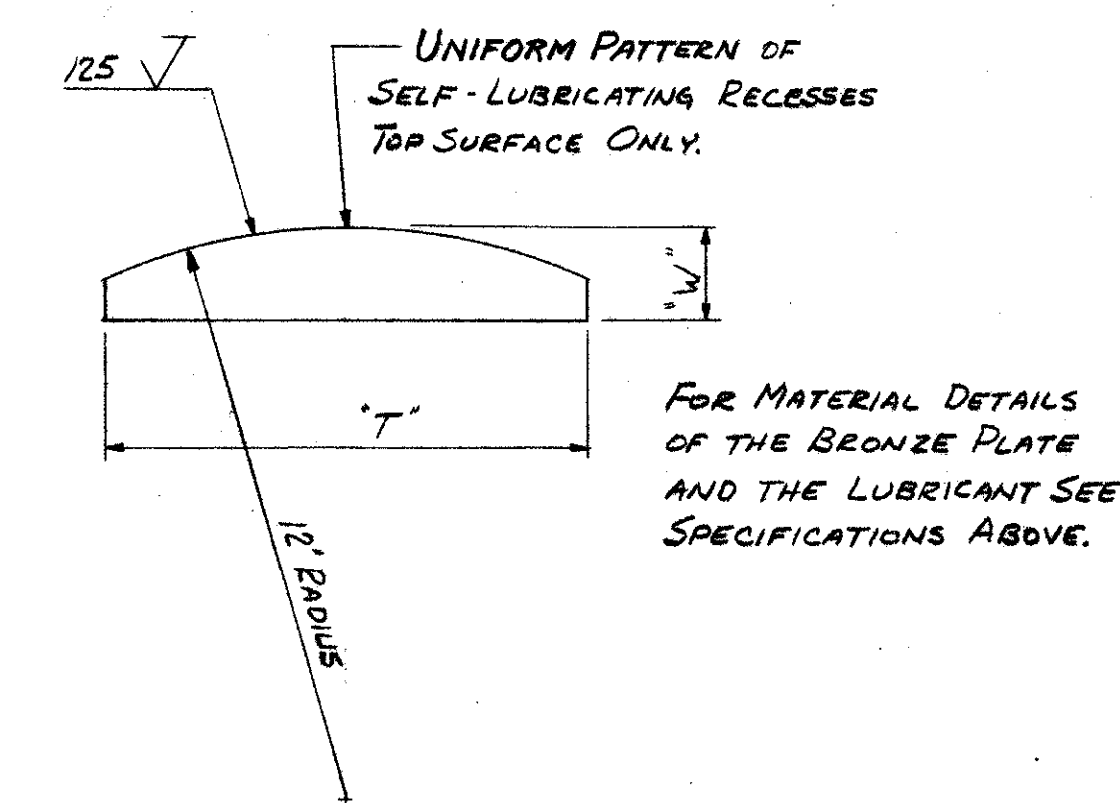 UNIFORM PATTERN OF
125
SELF-LUBRICATING RECESSES
TOP SURFACE ONLY.
"W"
"T"
FOR MATERIAL DETAILS
OF THE BRONZE PLATE
AND THE LUBRICANT SEE
SPECIFICATIONS ABOVE.
12' RADIUS